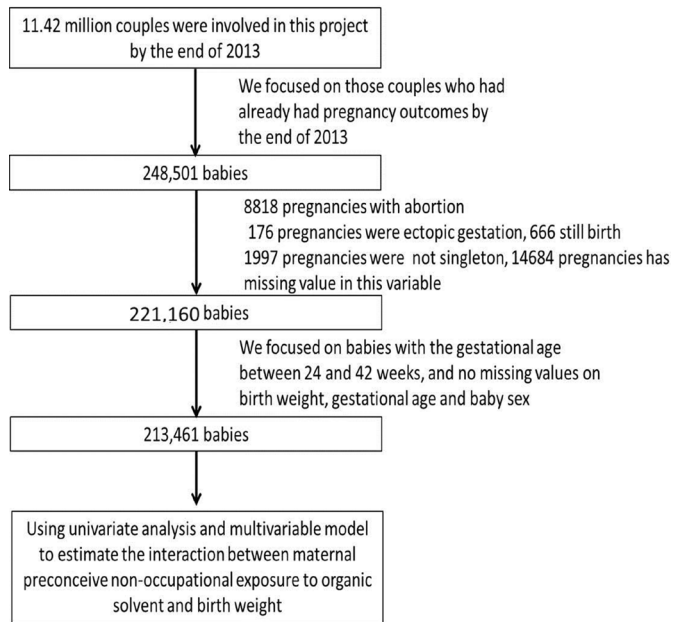 11.42 million couples were involved in this project
by the end of 2013
We focused on those couples who had
already had pregnancy outcomes by
the end of 2013
248,501 babies
8818 pregnancies with abortion
176 pregnancies were ectopic gestation, 666 still birth
1997 pregnancies were not singleton, 14684 pregnancies has
missing value in this variable
221,160 babies
We focused on babies with the gestational age
between 24 and 42 weeks, and no missing values on
birth weight, gestational age and baby sex
213,461 babies
Using univariate analysis and multivariable model
to estimate the interaction between maternal
preconceive non-occupational exposure to organic
solvent and birth weight